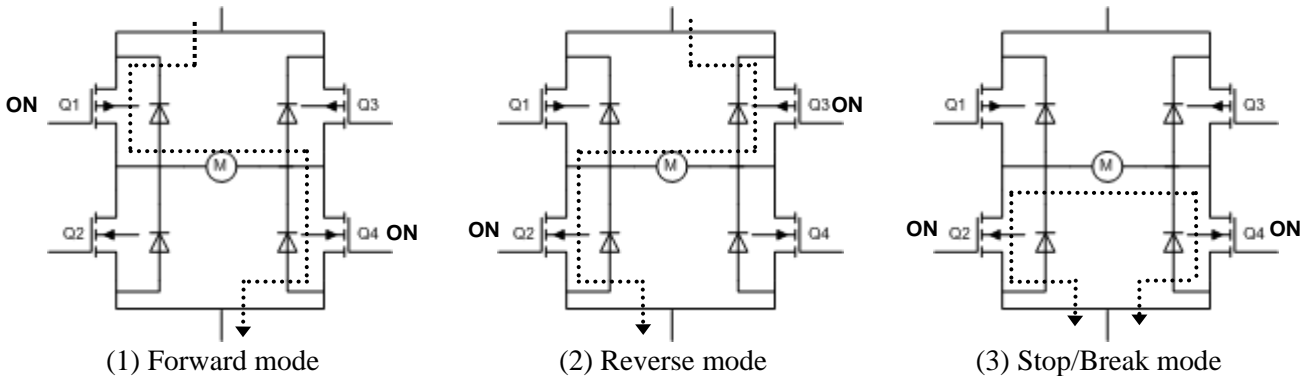 ON Q1 Q3 Q1 Q3 ON Q1 Q3
M M M
Q2 Q4 ON ON Q2 Q4 ON Q2 Q4 ON
(1) Forward mode (2) Reverse mode (3) Stop/Break mode